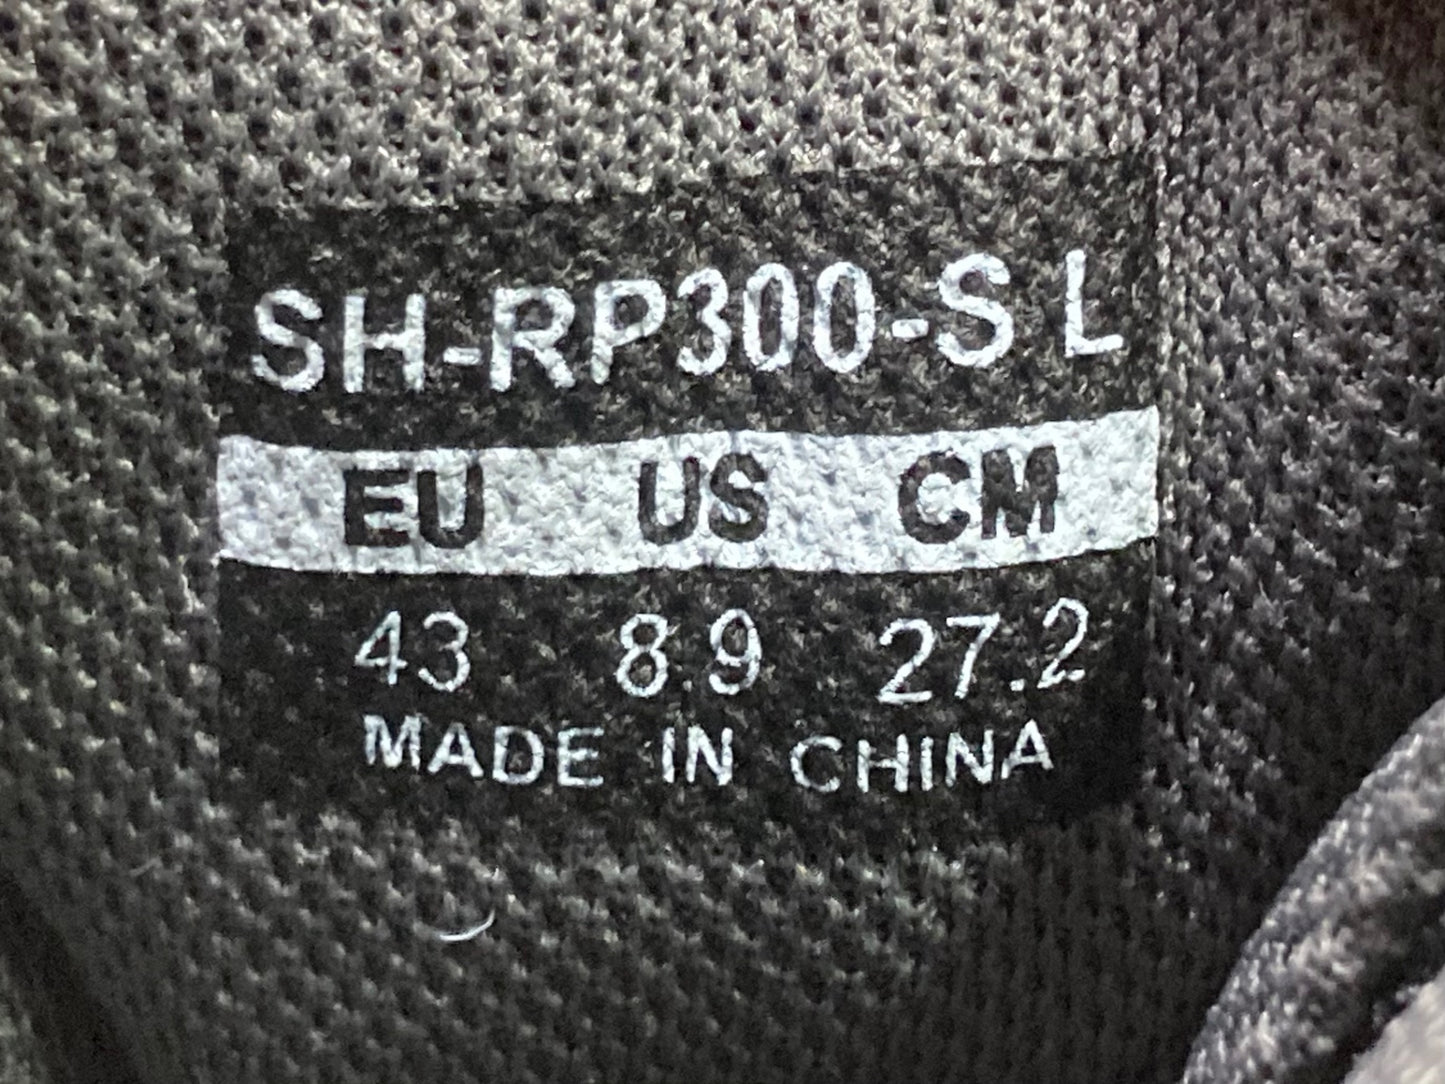 SH-RP300-S L
EU US CM
43 8.9 27.2
MADE IN CHINA